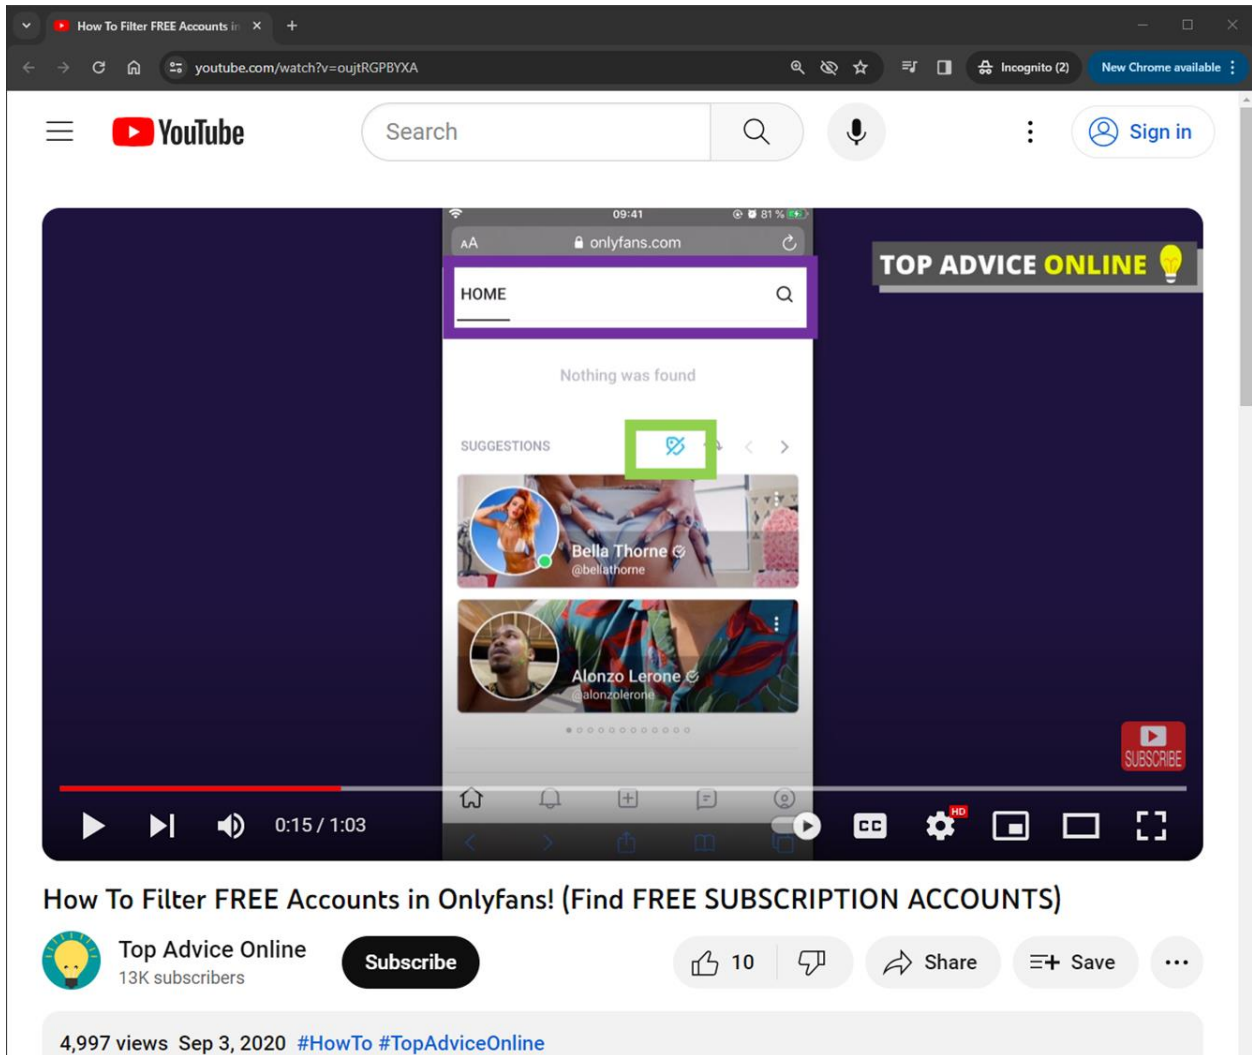 How To Filter FREE Accounts in
youtube.com/watch?v=oujtRGPBYXA
Incognito (2)
New Chrome available
YouTube
Search
Sign in
09:41
81 %
AA
onlyfans.com
TOP ADVICE ONLINE
HOME
Nothing was found
SUGGESTIONS
Bella Thorne
@bellathorne
Alonzo Lerone
@alonzolerone
SUBSCRIBE
0:15 / 1:03
CC
HD
How To Filter FREE Accounts in Onlyfans! (Find FREE SUBSCRIPTION ACCOUNTS)
Top Advice Online
13K subscribers
Subscribe
10
Share
Save
4,997 views Sep 3, 2020 #HowTo #TopAdviceOnline